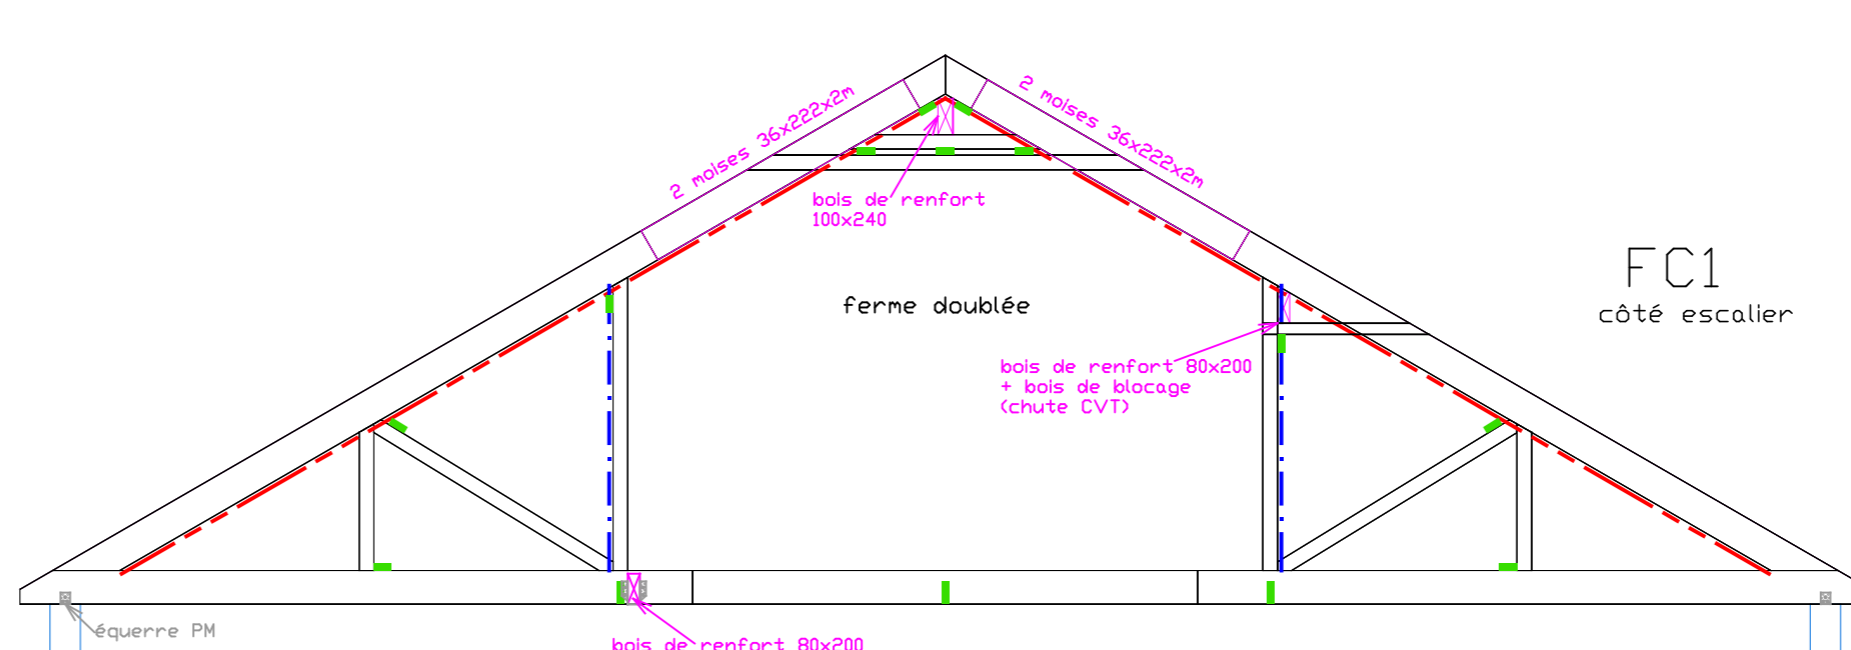 2 moises 36x222x2m
2 moises 36x222x2m
bois de renfort
100x240
FC1
côté escalier
ferme doublée
bois de renfort 80x200
+ bois de blocage
(chute CVT)
équerre PM
bois de renfort 80x200